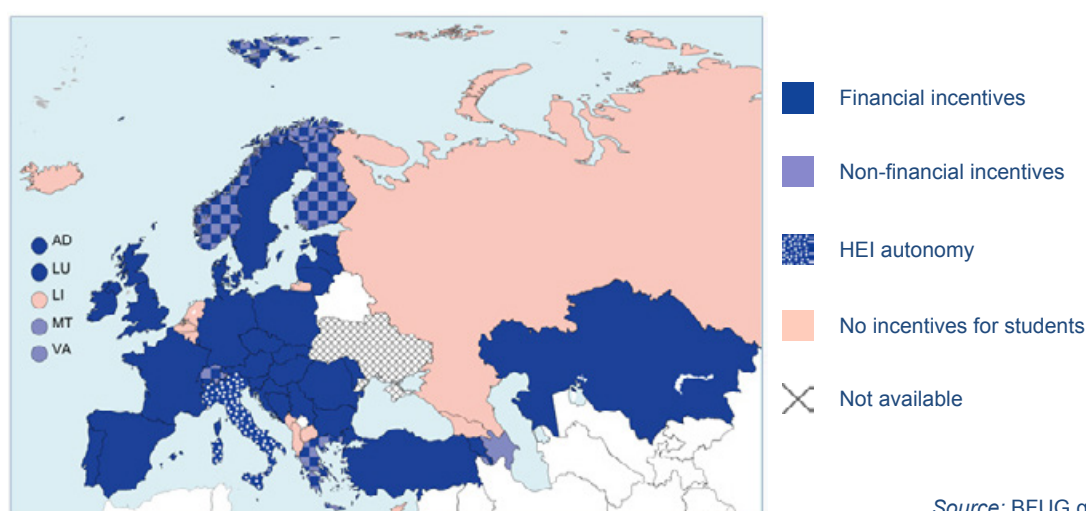 AD
LU
LI
MT
VA
Financial incentives
Non-financial incentives
HEI autonomy
No incentives for students
Not available
Source: BFUG